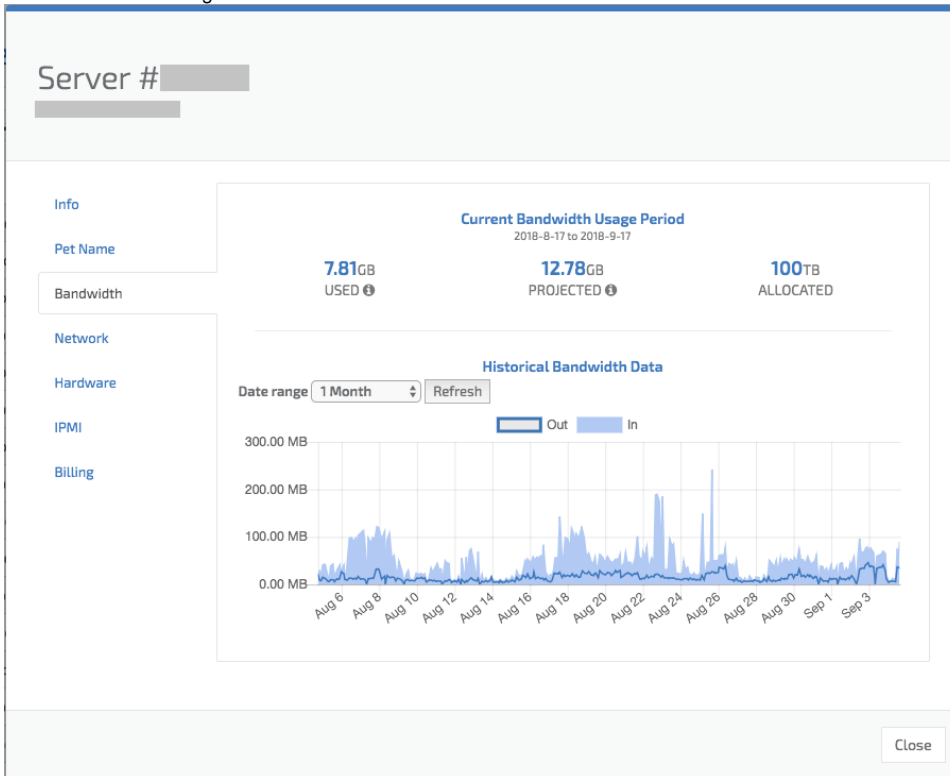 Server #
Info
Pet Name
Bandwidth
Network
Hardware
IPMI
Billing
Current Bandwidth Usage Period
2018-8-17 to 2018-9-17
7.81GB 12.78GB 100TB
USED PROJECTED ALLOCATED
Historical Bandwidth Data
Date range 1 Month Refresh
Out In
300.00 MB
200.00 MB
100.00 MB
0.00 MB
Aug 6 Aug 8 Aug 10 Aug 12 Aug 14 Aug 16 Aug 18 Aug 20 Aug 22 Aug 24 Aug 26 Aug 28 Aug 30 Sep 1 Sep 3
Close